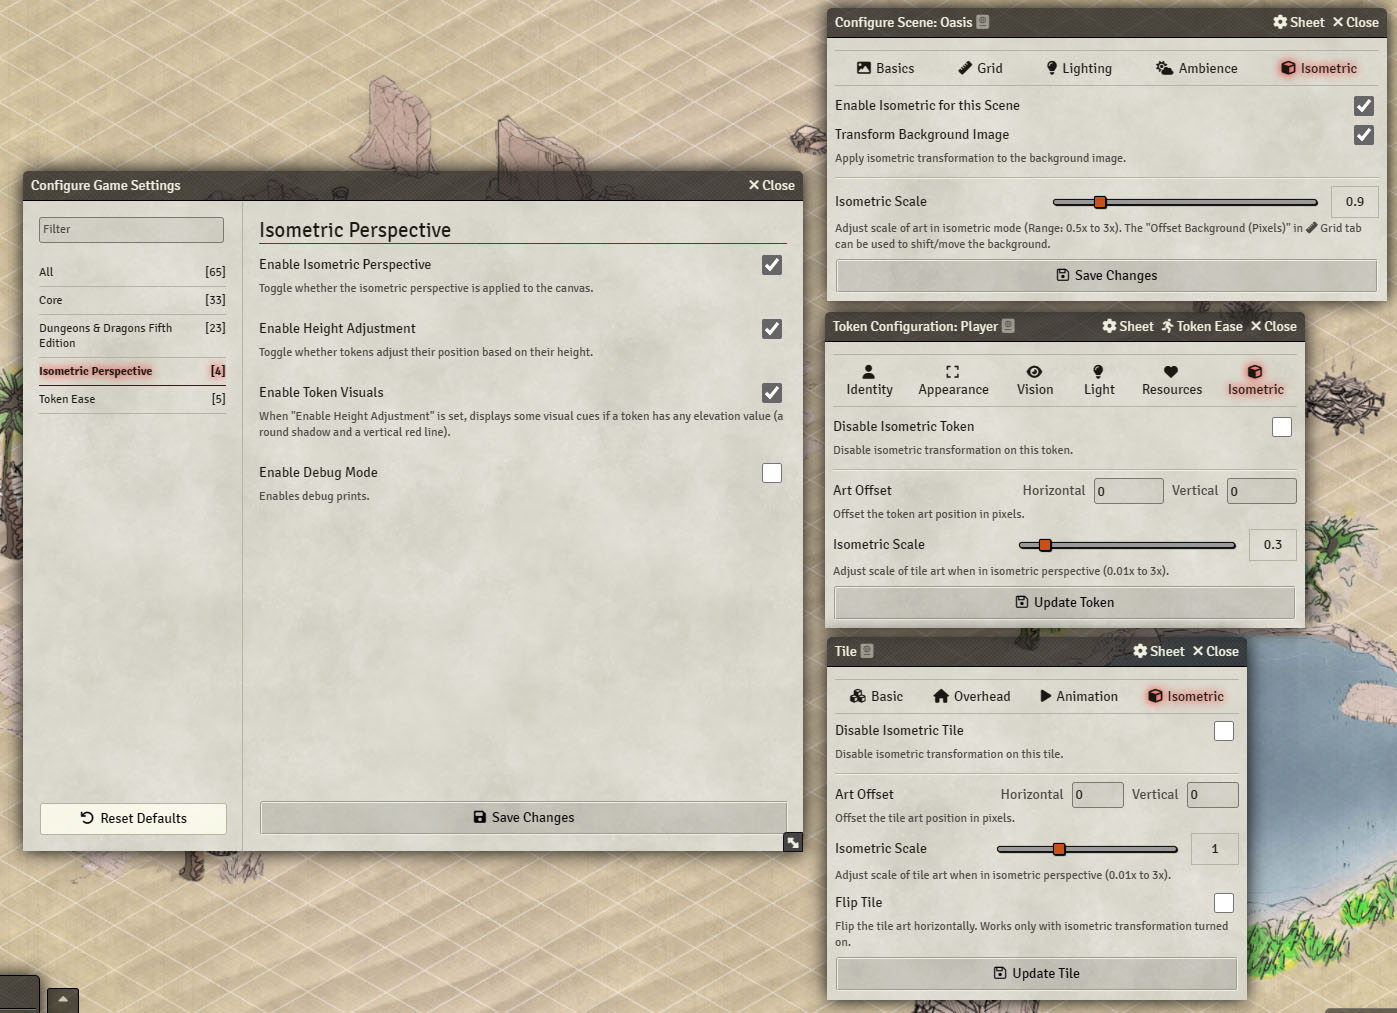 Configure Game Settings
Close
Filter
All [65]
Core [33]
Dungeons & Dragons Fifth [23]
Edition
Isometric Perspective [4]
Token Ease [5]
Reset Defaults
Isometric Perspective
Enable Isometric Perspective
Toggle whether the isometric perspective is applied to the canvas.
Enable Height Adjustment
Toggle whether tokens adjust their position based on their height.
Enable Token Visuals
When "Enable Height Adjustment" is set, displays some visual cues if a token has any elevation value (a
round shadow and a vertical red line).
Enable Debug Mode
Enables debug prints.
Save Changes
Configure Scene: Oasis Sheet Close
Basics Grid Lighting Ambience Isometric
Enable Isometric for this Scene
Transform Background Image
Apply isometric transformation to the background image.
Isometric Scale 0.9
Adjust scale of art in isometric mode (Range: 0.5x to 3x). The "Offset Background (Pixels)" in Grid tab
can be used to shift/move the background.
Save Changes
Token Configuration: Player Sheet Token Ease Close
Identity Appearance Vision Light Resources Isometric
Disable Isometric Token
Disable isometric transformation on this token.
Art Offset Horizontal 0 Vertical 0
Offset the token art position in pixels.
Isometric Scale 0.3
Adjust scale of tile art when in isometric perspective (0.01x to 3x).
Update Token
Tile Sheet Close
Basic Overhead Animation Isometric
Disable Isometric Tile
Disable isometric transformation on this tile.
Art Offset Horizontal 0 Vertical 0
Offset the tile art position in pixels.
Isometric Scale 1
Adjust scale of tile art when in isometric perspective (0.01x to 3x).
Flip Tile
Flip the tile art horizontally. Works only with isometric transformation turned
on.
Update Tile